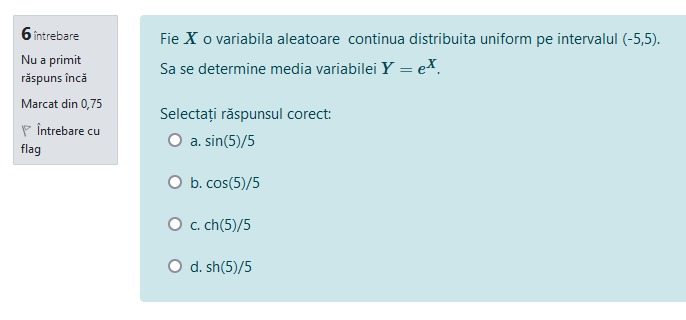 6 întrebare
Nu a primit
răspuns încă
Marcat din 0,75
Întrebare cu
flag
Fie X o variabila aleatoare continua distribuita uniform pe intervalul (-5,5).
Sa se determine media variabilei Y = e^X.
Selectați răspunsul corect:
a. sin(5)/5
b. cos(5)/5
c. ch(5)/5
d. sh(5)/5